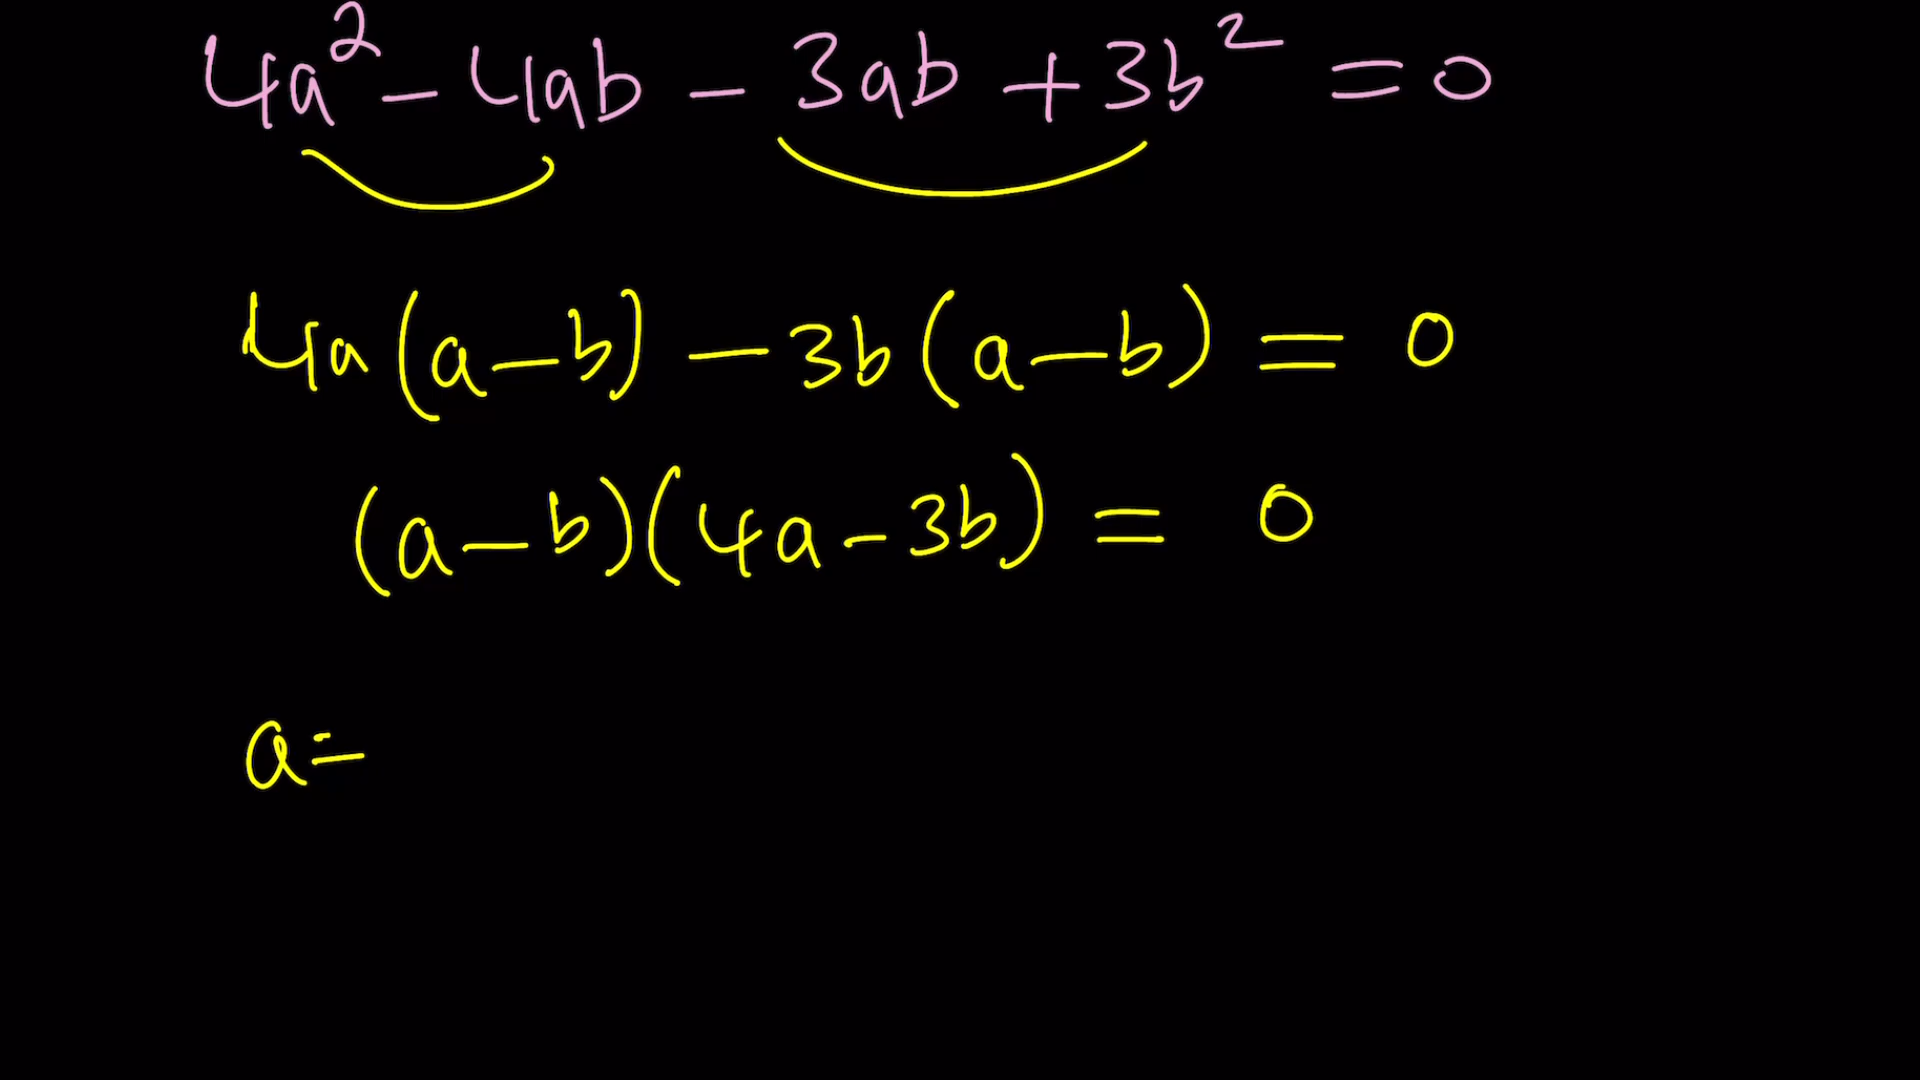 4a² - 4ab - 3ab + 3b² = 0
4a(a-b) - 3b(a-b) = 0
(a-b)(4a-3b) = 0
a=